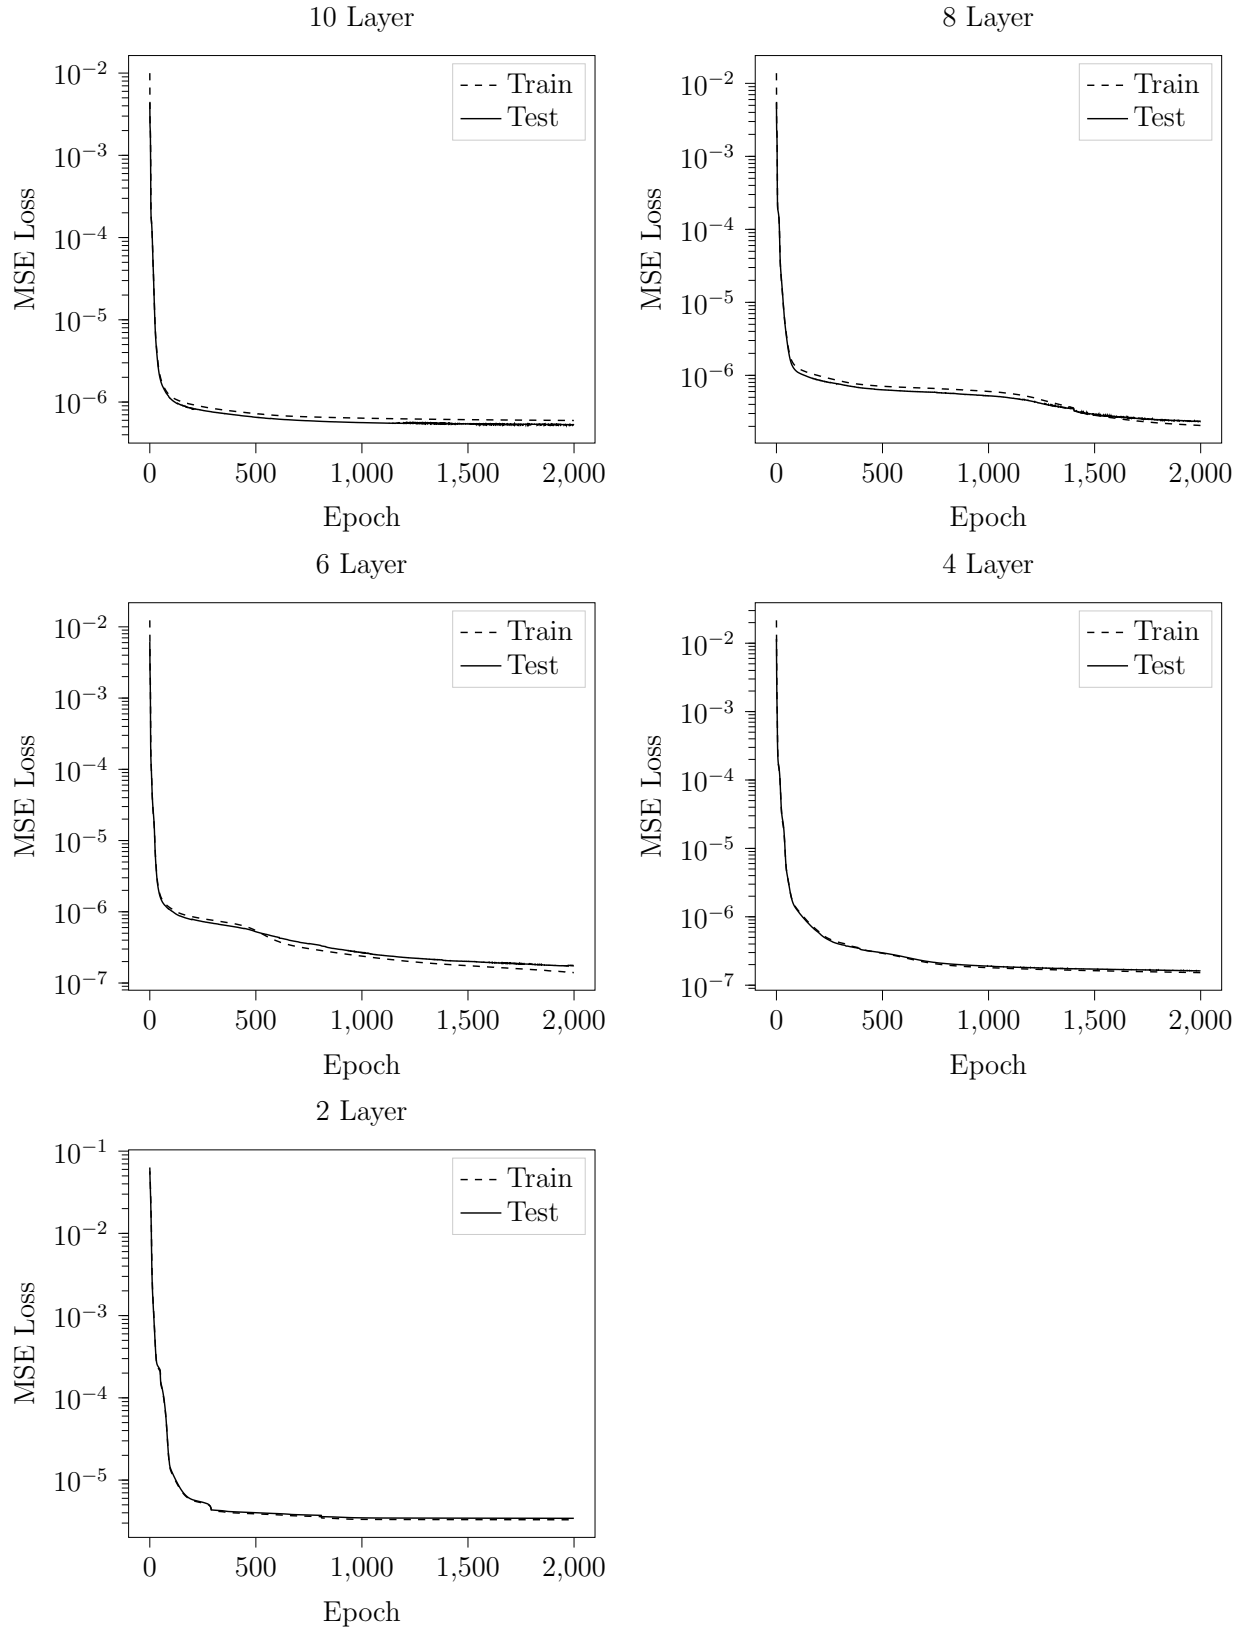 10 Layer
10⁻²
10⁻³
10⁻⁴
10⁻⁵
10⁻⁶
MSE Loss
Train
Test
0 500 1,000 1,500 2,000
Epoch
8 Layer
10⁻²
10⁻³
10⁻⁴
10⁻⁵
10⁻⁶
MSE Loss
Train
Test
0 500 1,000 1,500 2,000
Epoch
6 Layer
10⁻²
10⁻³
10⁻⁴
10⁻⁵
10⁻⁶
10⁻⁷
MSE Loss
Train
Test
0 500 1,000 1,500 2,000
Epoch
4 Layer
10⁻²
10⁻³
10⁻⁴
10⁻⁵
10⁻⁶
10⁻⁷
MSE Loss
Train
Test
0 500 1,000 1,500 2,000
Epoch
2 Layer
10⁻¹
10⁻²
10⁻³
10⁻⁴
10⁻⁵
MSE Loss
Train
Test
0 500 1,000 1,500 2,000
Epoch